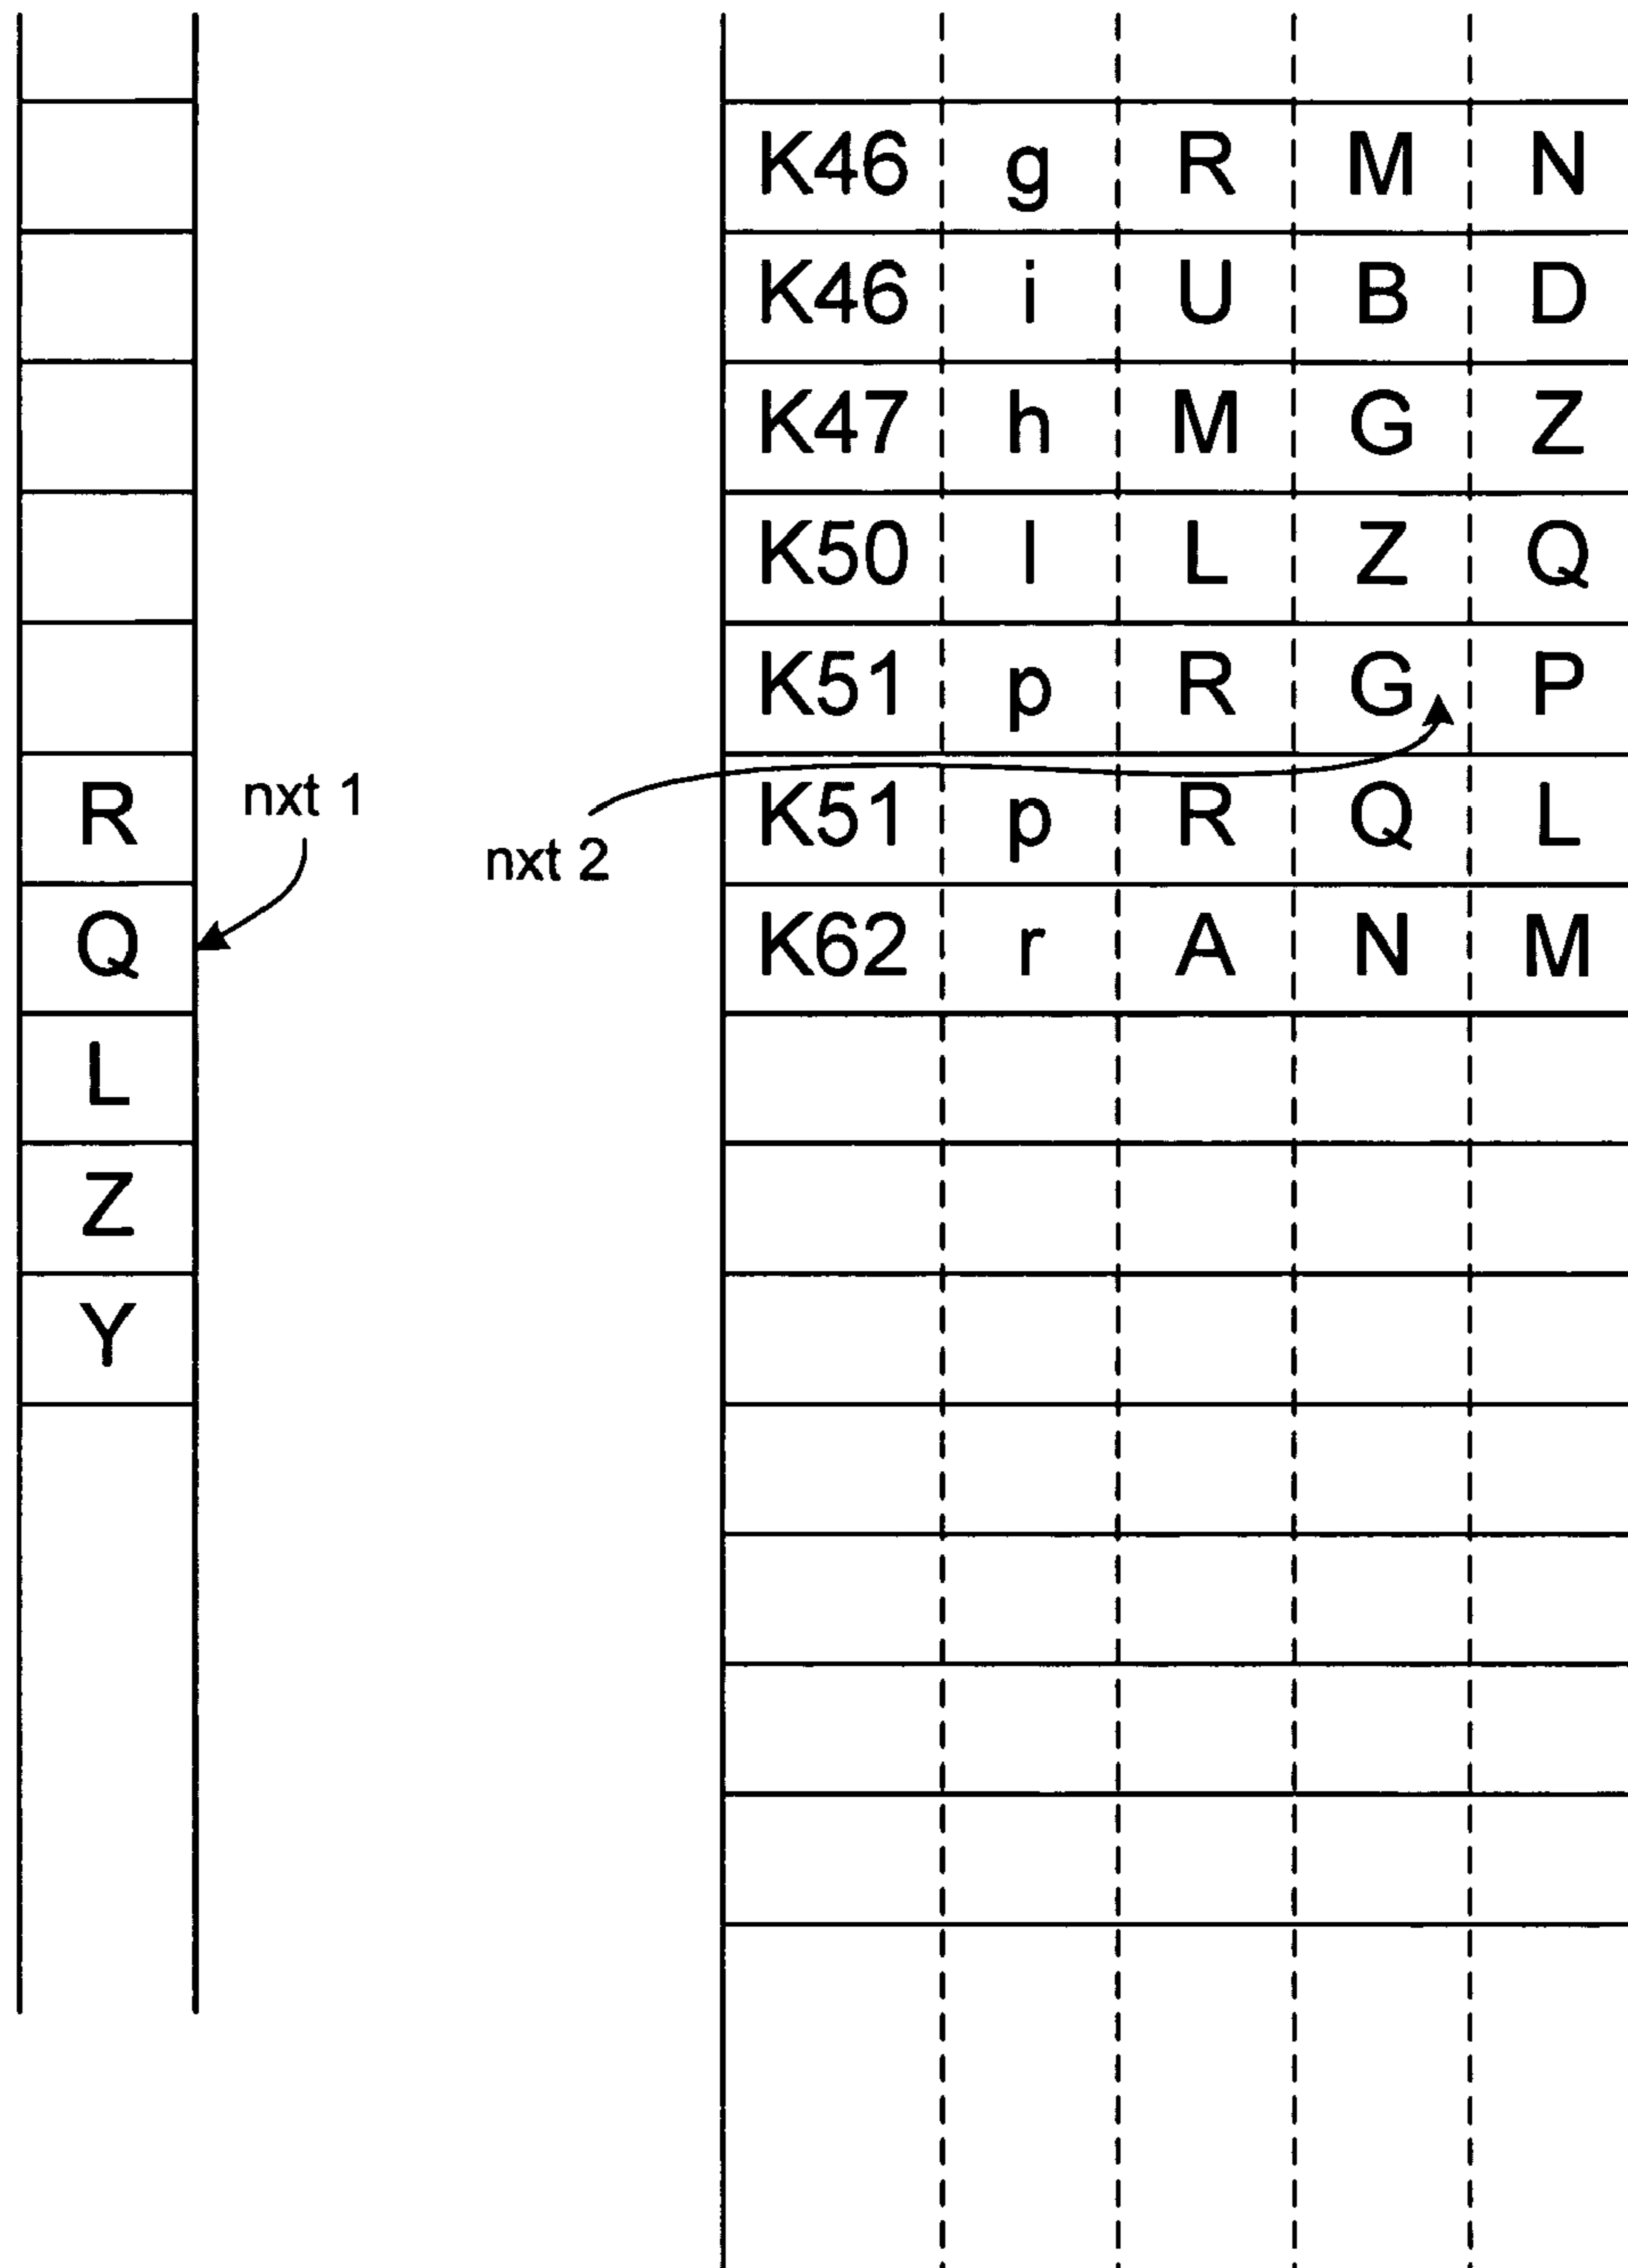 K46 g R M N
K46 i U B D
K47 h M G Z
K50 l L Z Q
K51 p R G P
R nxt 1 K51 p R Q L
nxt 2
Q K62 r A N M
L
Z
Y